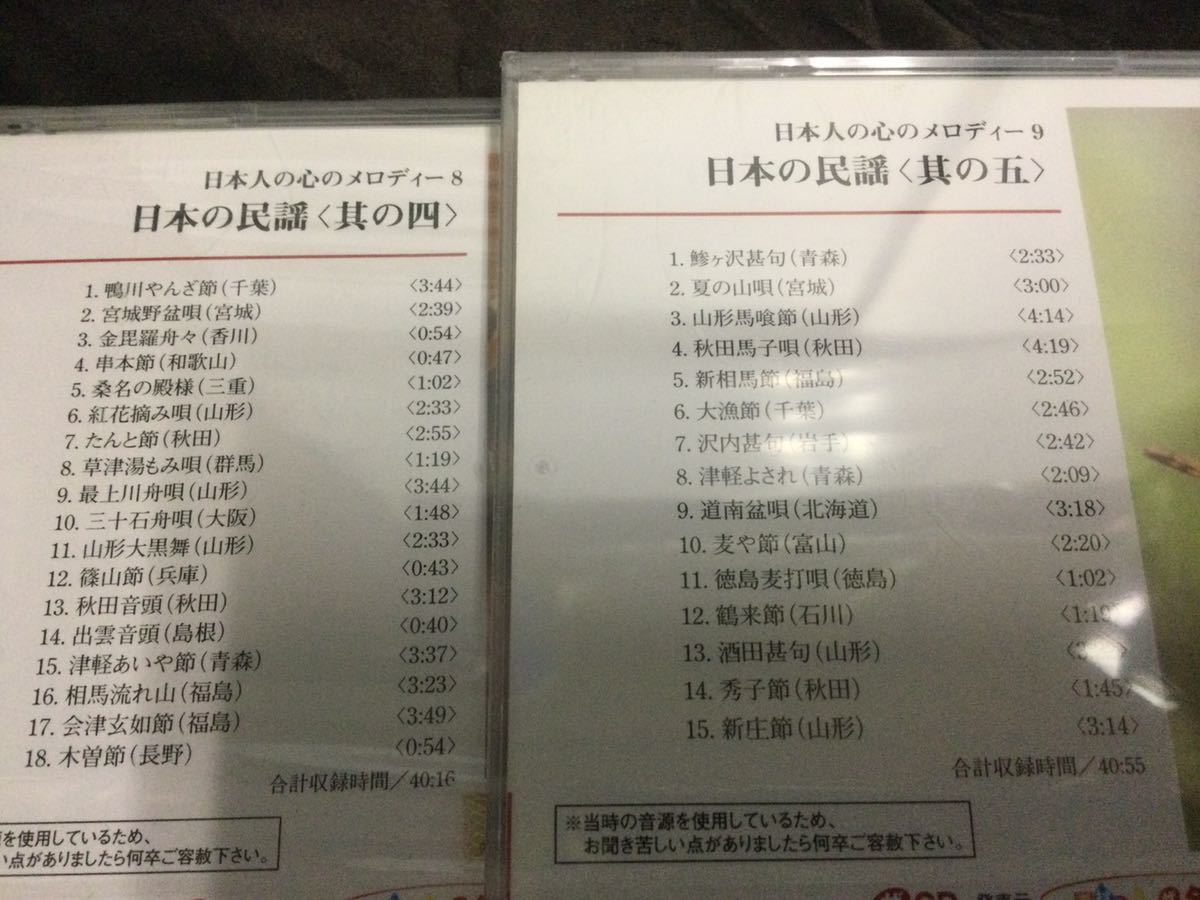 日本人の心のメロディー8
日本の民謡〈其の四〉
1. 鴨川やんざ節(千葉) 〈3:44〉
2. 宮城野盆唄(宮城) 〈2:39〉
3. 金毘羅舟々(香川) 〈0:54〉
4. 串本節(和歌山) 〈0:47〉
5. 桑名の殿様(三重) 〈1:02〉
6. 紅花摘み唄(山形) 〈2:33〉
7. たんと節(秋田) 〈2:55〉
8. 草津湯もみ唄(群馬) 〈1:19〉
9. 最上川舟唄(山形) 〈3:44〉
10. 三十石舟唄(大阪) 〈1:48〉
11. 山形大黒舞(山形) 〈2:33〉
12. 篠山節(兵庫) 〈0:43〉
13. 秋田音頭(秋田) 〈3:12〉
14. 出雲音頭(島根) 〈0:40〉
15. 津軽あいや節(青森) 〈3:37〉
16. 相馬流れ山(福島) 〈3:23〉
17. 会津玄如節(福島) 〈3:49〉
18. 木曽節(長野) 〈0:54〉
合計収録時間/40:16
を使用しているため、
い点がありましたら何卒ご容赦下さい。
日本人の心のメロディー9
日本の民謡〈其の五〉
1. 鰺ヶ沢甚句(青森) 〈2:33〉
2. 夏の山唄(宮城) 〈3:00〉
3. 山形馬喰節(山形) 〈4:14〉
4. 秋田馬子唄(秋田) 〈4:19〉
5. 新相馬節(福島) 〈2:52〉
6. 大漁節(千葉) 〈2:46〉
7. 沢内甚句(岩手) 〈2:42〉
8. 津軽よされ(青森) 〈2:09〉
9. 道南盆唄(北海道) 〈3:18〉
10. 麦や節(富山) 〈2:20〉
11. 徳島麦打唄(徳島) 〈1:02〉
12. 鶴来節(石川)
13. 酒田甚句(山形)
14. 秀子節(秋田) 〈1:45〉
15. 新庄節(山形) 〈3:14〉
合計収録時間/40:55
※当時の音源を使用しているため、
お聞き苦しい点がありましたら何卒ご容赦下さい。